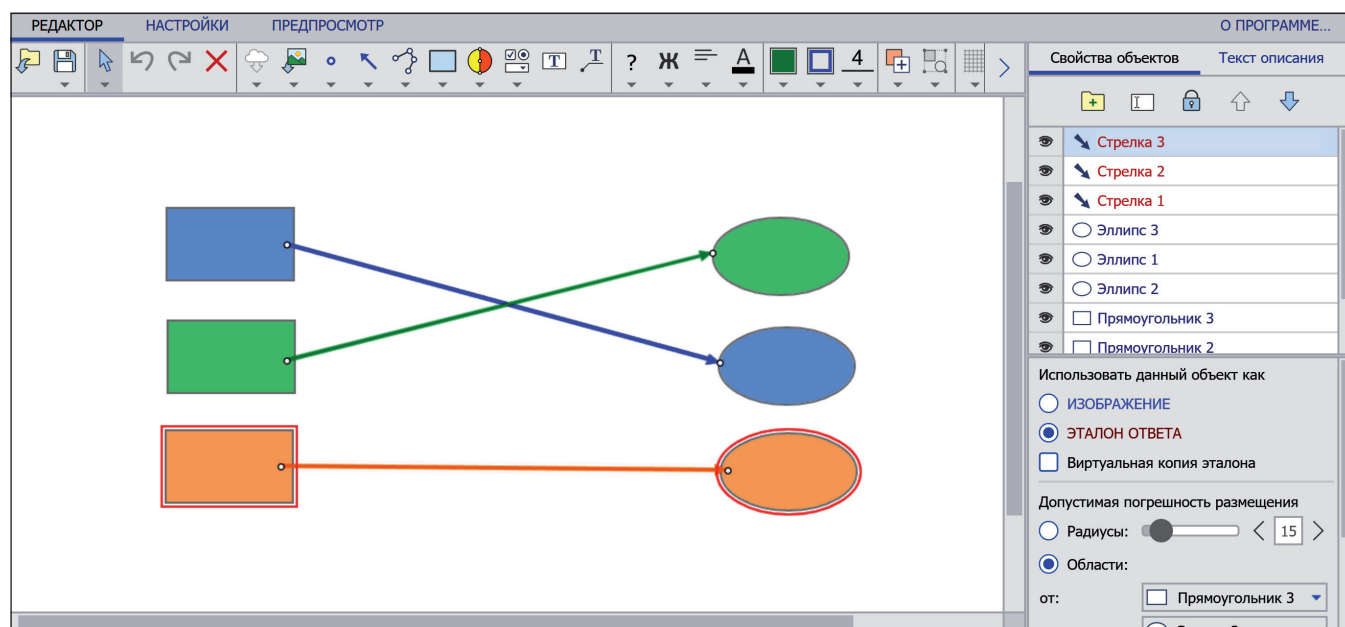 РЕДАКТОР НАСТРОЙКИ ПРЕДПРОСМОТР О ПРОГРАММЕ...
? Ж A 4
Свойства объектов Текст описания
Стрелка 3
Стрелка 2
Стрелка 1
Эллипс 3
Эллипс 1
Эллипс 2
Прямоугольник 3
Прямоугольник 2
Использовать данный объект как
ИЗОБРАЖЕНИЕ
ЭТАЛОН ОТВЕТА
Виртуальная копия эталона
Допустимая погрешность размещения
Радиусы: 15
Области:
от: Прямоугольник 3